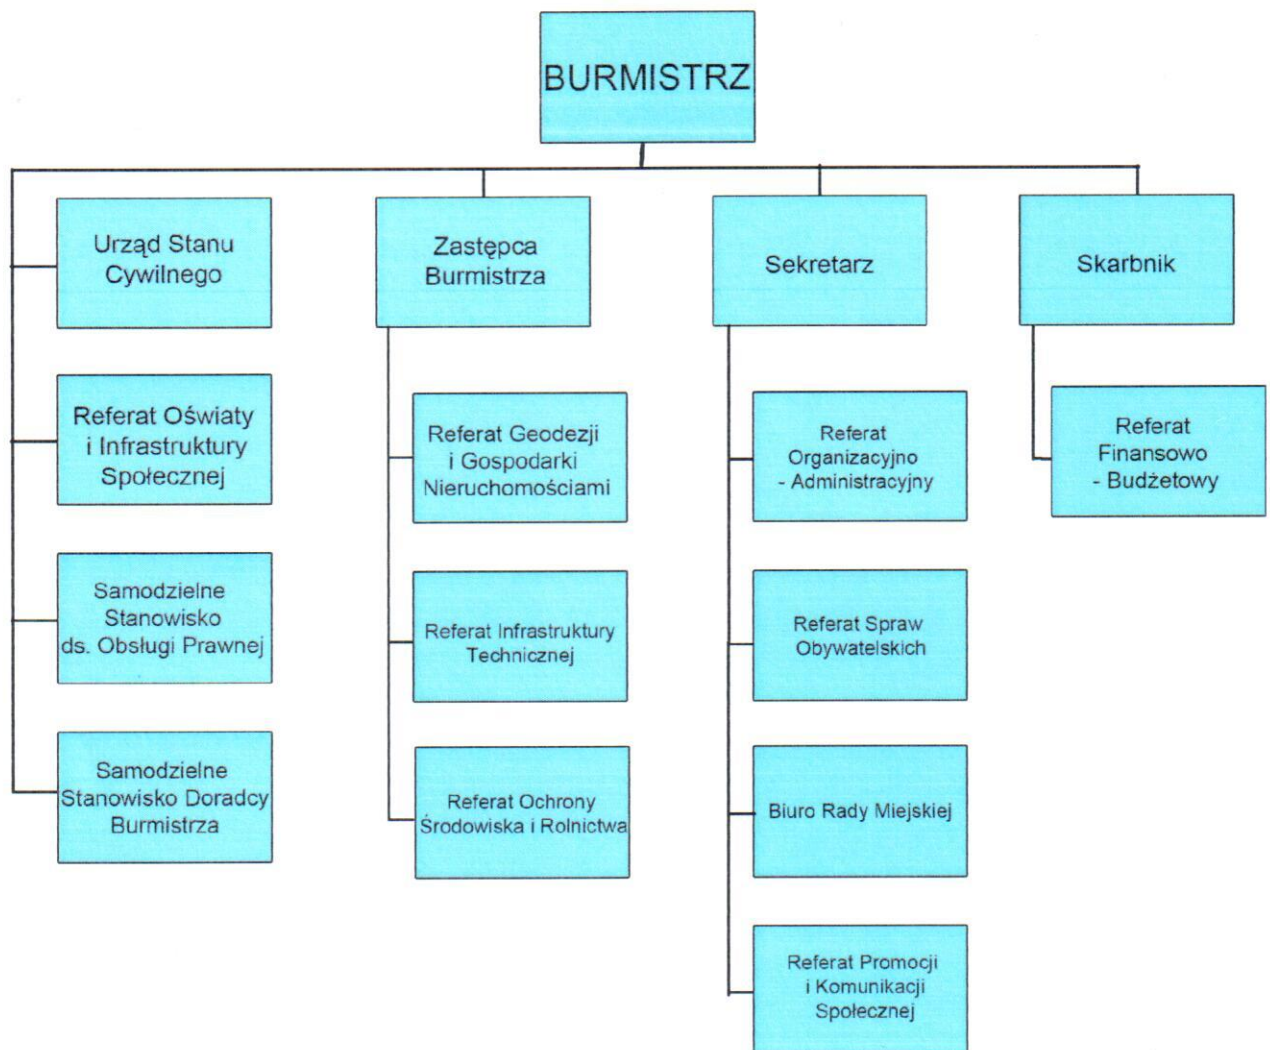 BURMISTRZ
Urząd Stanu
Cywilnego
Referat Oświaty
i Infrastruktury
Społecznej
Samodzielne
Stanowisko
ds. Obsługi Prawnej
Samodzielne
Stanowisko Doradcy
Burmistrza
Zastępca
Burmistrza
Referat Geodezji
i Gospodarki
Nieruchomościami
Referat Infrastruktury
Technicznej
Referat Ochrony
Środowiska i Rolnictwa
Sekretarz
Referat
Organizacyjno
- Administracyjny
Referat Spraw
Obywatelskich
Biuro Rady Miejskiej
Referat Promocji
i Komunikacji
Społecznej
Skarbnik
Referat
Finansowo
- Budżetowy